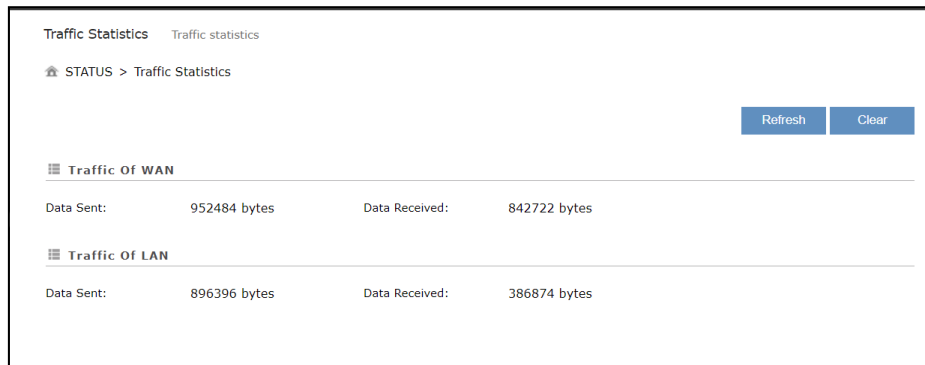 Traffic Statistics Traffic statistics
STATUS > Traffic Statistics
Refresh Clear
Traffic Of WAN
Data Sent: 952484 bytes Data Received: 842722 bytes
Traffic Of LAN
Data Sent: 896396 bytes Data Received: 386874 bytes